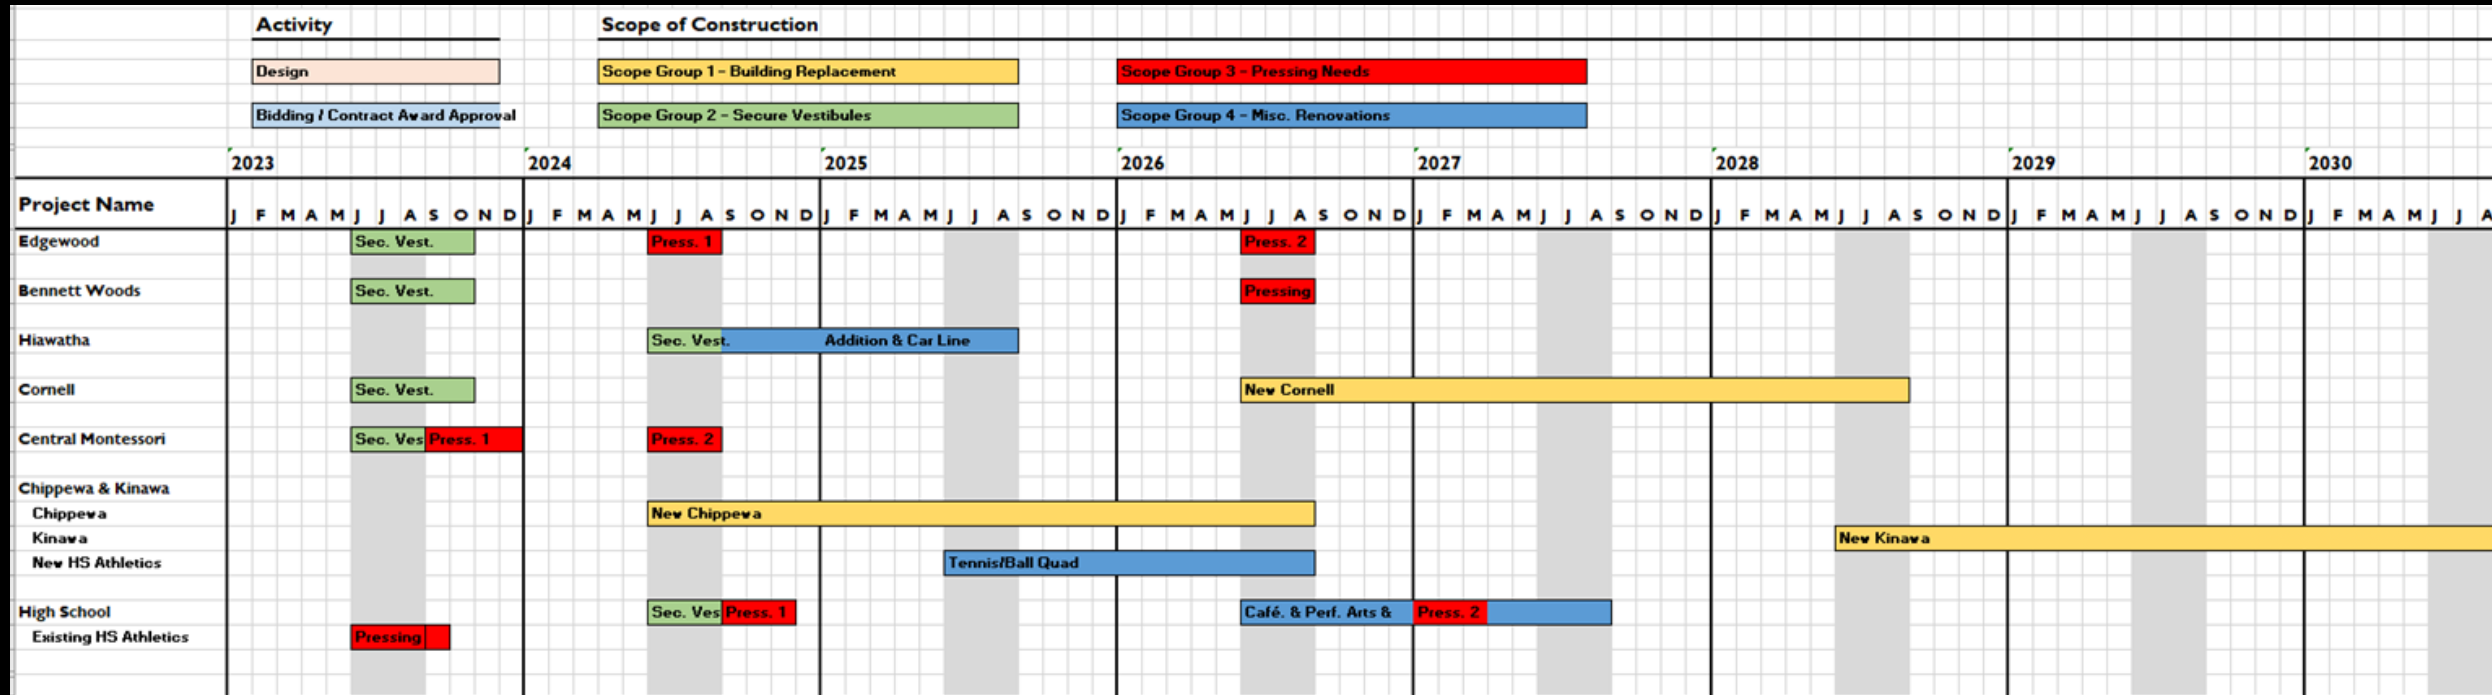 Activity Scope of Construction
Design Scope Group 1 - Building Replacement Scope Group 3 - Pressing Needs
Bidding / Contract Award Approval Scope Group 2 - Secure Vestibules Scope Group 4 - Misc. Renovations
2023 2024 2025 2026 2027 2028 2029 2030
Project Name J F M A M J J A S O N D J F M A M J J A S O N D J F M A M J J A S O N D J F M A M J J A S O N D J F M A M J J A S O N D J F M A M J J A S O N D J F M A M J J A S O N D J F M A M J J A
Edgewood Sec. Vest. Press. 1 Press. 2
Bennett Woods Sec. Vest. Pressing
Hiawatha Sec. Vest. Addition & Car Line
Cornell Sec. Vest. New Cornell
Central Montessori Sec. Ves Press. 1 Press. 2
Chippewa & Kinawa
Chippewa New Chippewa
Kinawa New Kinawa
New HS Athletics Tennis/Ball Quad
High School Sec. Ves Press. 1 Café. & Perf. Arts & Press. 2
Existing HS Athletics Pressing